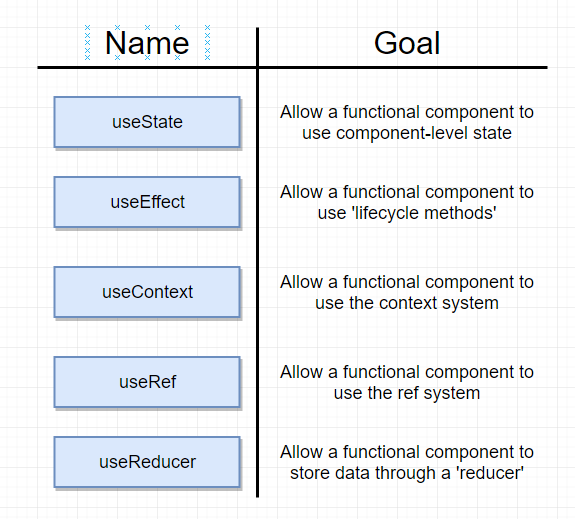 Name
Goal
useState
Allow a functional component to
use component-level state
useEffect
Allow a functional component to
use 'lifecycle methods'
useContext
Allow a functional component to
use the context system
useRef
Allow a functional component to
use the ref system
useReducer
Allow a functional component to
store data through a 'reducer'